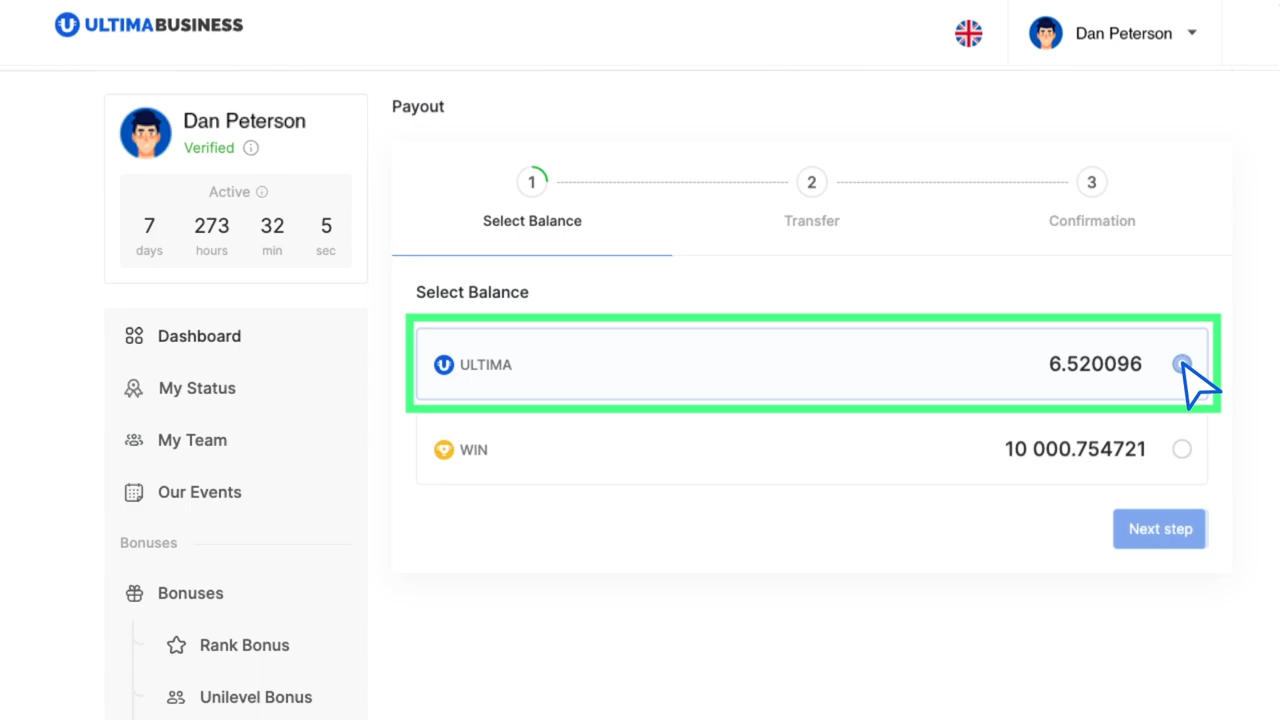 ULTIMABUSINESS
Dan Peterson
Dan Peterson
Verified
Active
7 273 32 5
days hours min sec
Dashboard
My Status
My Team
Our Events
Bonuses
Bonuses
Rank Bonus
Unilevel Bonus
Payout
1 2 3
Select Balance Transfer Confirmation
Select Balance
ULTIMA 6.520096
WIN 10 000.754721
Next step